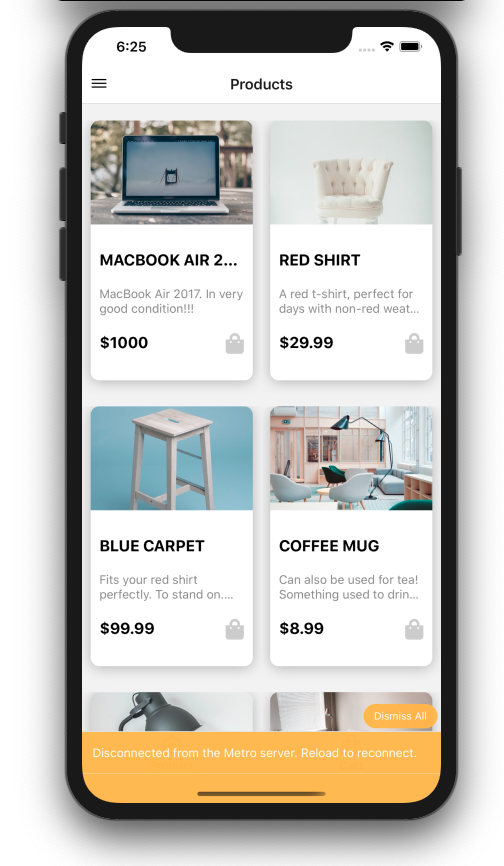 6:25
Products
MACBOOK AIR 2...
RED SHIRT
MacBook Air 2017. In very
good condition!!!
A red t-shirt, perfect for
days with non-red weat...
$1000
$29.99
BLUE CARPET
COFFEE MUG
Fits your red shirt
perfectly. To stand on....
Can also be used for tea!
Something used to drin...
$99.99
$8.99
Dismiss All
Disconnected from the Metro server. Reload to reconnect.